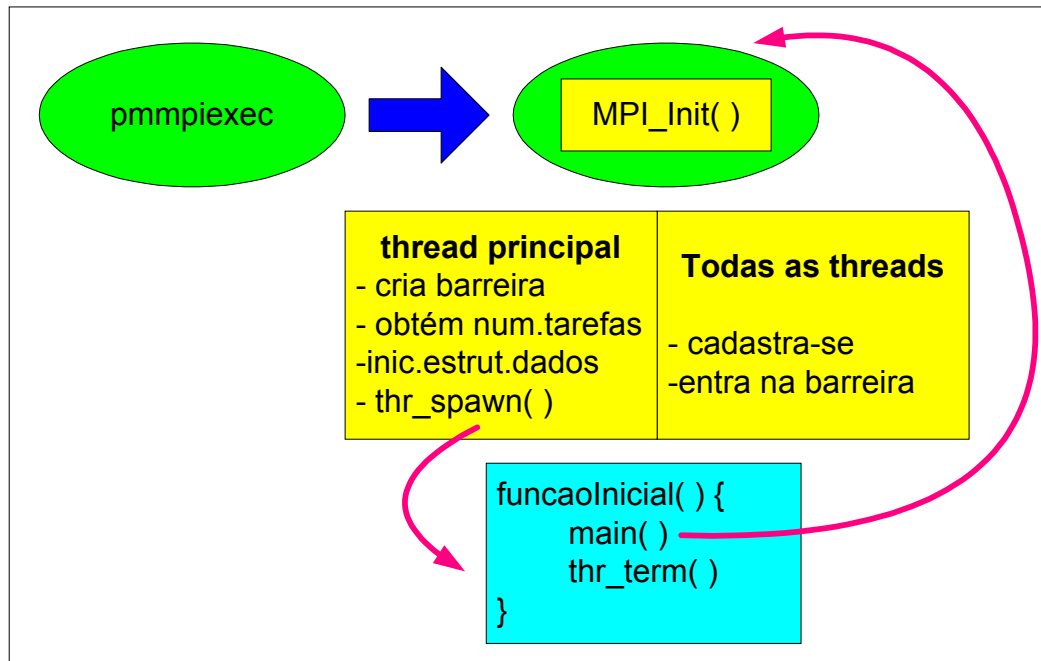 pmmpiexec
MPI_Init( )
thread principal
- cria barreira
- obtém num.tarefas
-inic.estrut.dados
- thr_spawn( )
Todas as threads
- cadastra-se
-entra na barreira
funcaoInicial( ) {
main( )
thr_term( )
}